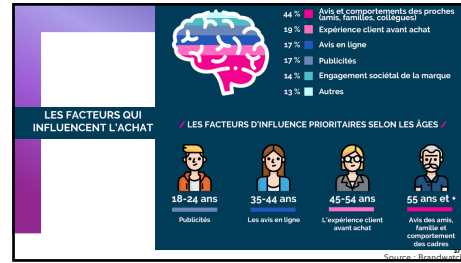 44 % Avis et comportements des proches
(amis, familles, collègues)
19 % Expérience client avant achat
17 % Avis en ligne
17 % Publicités
14 % Engagement sociétal de la marque
13 % Autres
LES FACTEURS QUI
INFLUENCENT L'ACHAT
/ LES FACTEURS D'INFLUENCE PRIORITAIRES SELON LES ÂGES /
18-24 ans
Publicités
35-44 ans
Les avis en ligne
45-54 ans
L'expérience client
avant achat
55 ans et +
Avis des amis,
famille et
comportement
des cadres
Source : Brandwatch